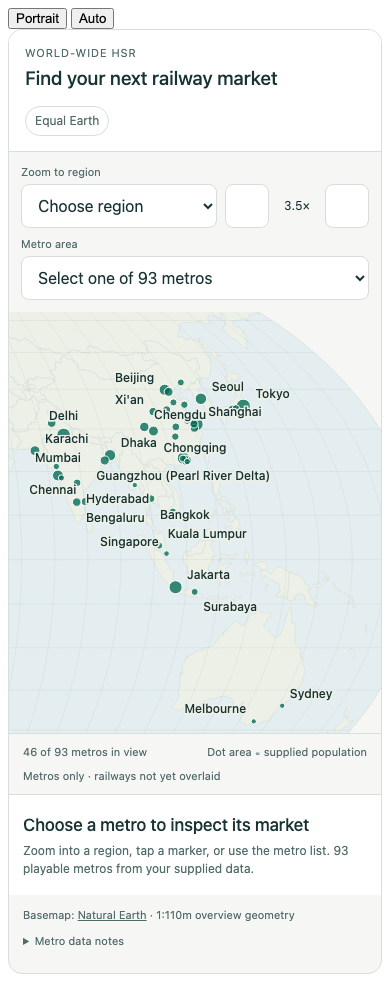 Portrait Auto
WORLD-WIDE HSR
Find your next railway market
Equal Earth
Zoom to region
Choose region 3.5×
Metro area
Select one of 93 metros
Beijing
Seoul
Tokyo
Xi'an
Chengdu Shanghai
Delhi
Karachi Dhaka Chongqing
Mumbai
Guangzhou (Pearl River Delta)
Chennai Hyderabad
Bengaluru Bangkok
Kuala Lumpur
Singapore
Jakarta
Surabaya
Sydney
Melbourne
46 of 93 metros in view Dot area = supplied population
Metros only · railways not yet overlaid
Choose a metro to inspect its market
Zoom into a region, tap a marker, or use the metro list. 93
playable metros from your supplied data.
Basemap: Natural Earth · 1:110m overview geometry
Metro data notes